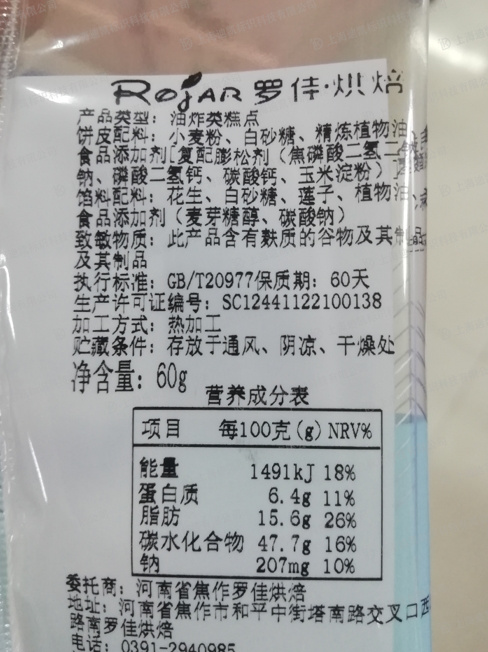 RoJAR 罗佳·烘焙
产品类型：油炸类糕点
饼皮配料：小麦粉、白砂糖、精炼植物油
食品添加剂[复配膨松剂（焦磷酸二氢二
钠、磷酸二氢钙、碳酸钙、玉米淀粉）
馅料配料：花生、白砂糖、莲子、植物油、
食品添加剂（麦芽糖醇、碳酸钠）
致敏物质：此产品含有麸质的谷物及其制品
及其制品
执行标准：GB/T20977保质期：60天
生产许可证编号：SC12441122100138
加工方式：热加工
贮藏条件：存放于通风、阴凉、干燥处
净含量：60g
营养成分表
项目 每100克(g) NRV%
能量 1491kJ 18%
蛋白质 6.4g 11%
脂肪 15.6g 26%
碳水化合物 47.7g 16%
钠 207mg 10%
委托商：河南省焦作罗佳烘焙
地址：河南省焦作市和平中街塔南路交叉口西
路南罗佳烘焙
电话：0391-2940985